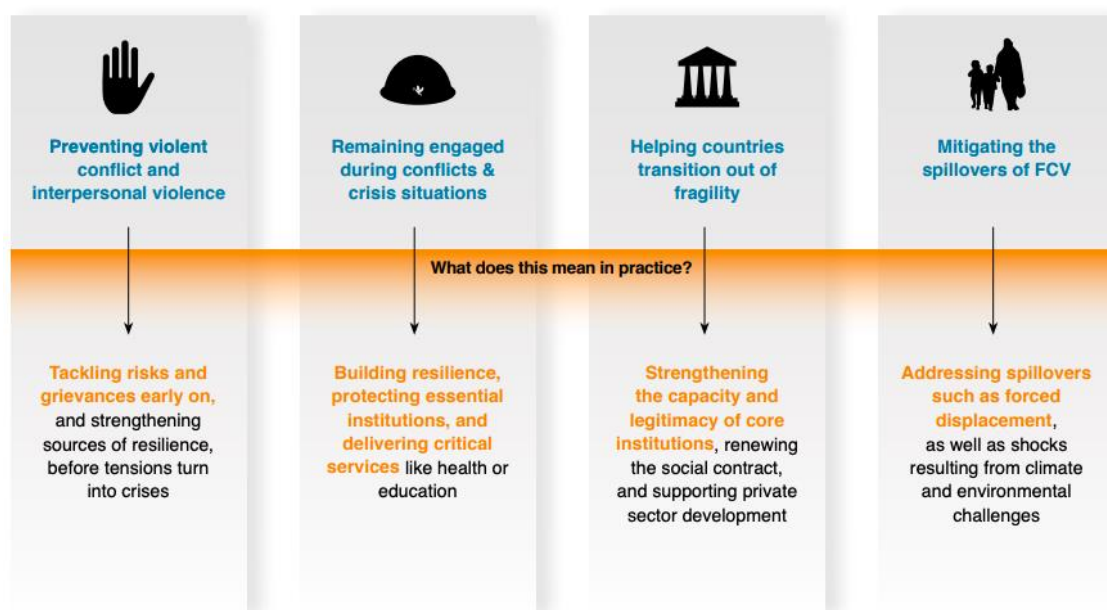 Preventing violent
conflict and
interpersonal violence
Remaining engaged
during conflicts &
crisis situations
Helping countries
transition out of
fragility
Mitigating the
spillovers of FCV
What does this mean in practice?
Tackling risks and
grievances early on,
and strengthening
sources of resilience,
before tensions turn
into crises
Building resilience,
protecting essential
institutions, and
delivering critical
services like health or
education
Strengthening
the capacity and
legitimacy of core
institutions, renewing
the social contract,
and supporting private
sector development
Addressing spillovers
such as forced
displacement,
as well as shocks
resulting from climate
and environmental
challenges